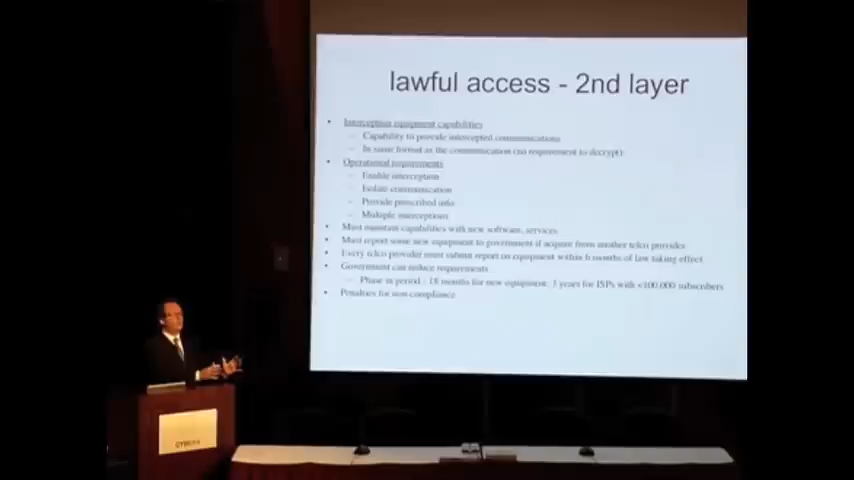 lawful access - 2nd layer
• Interception equipment capabilities
– Capability to provide intercepted communications
– In same format as the communication (no requirement to decrypt)
• Operational requirements
– Enable interception
– Isolate communication
– Provide prescribed info
– Multiple interceptions
• Must maintain capabilities with new software, services
• Must report some new equipment to government if acquire from another telco provider
• Every telco provider must submit report on equipment within 6 months of law taking effect
• Government can reduce requirements
– Phase in period - 18 months for new equipment; 3 years for ISPs with <100,000 subscribers
• Penalties for non compliance
CYBERA